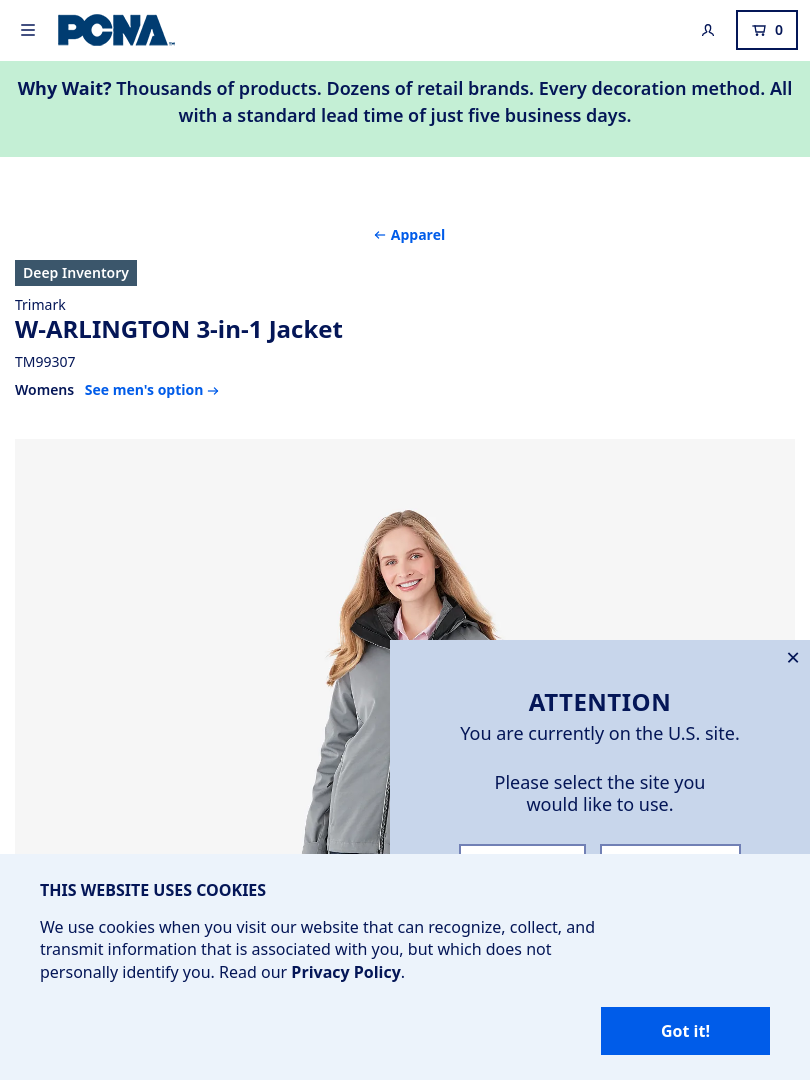 PCNA
0
Why Wait? Thousands of products. Dozens of retail brands. Every decoration method. All
with a standard lead time of just five business days.
← Apparel
Deep Inventory
Trimark
W-ARLINGTON 3-in-1 Jacket
TM99307
Womens See men's option →
ATTENTION
You are currently on the U.S. site.
Please select the site you
would like to use.
THIS WEBSITE USES COOKIES
We use cookies when you visit our website that can recognize, collect, and
transmit information that is associated with you, but which does not
personally identify you. Read our Privacy Policy.
Got it!